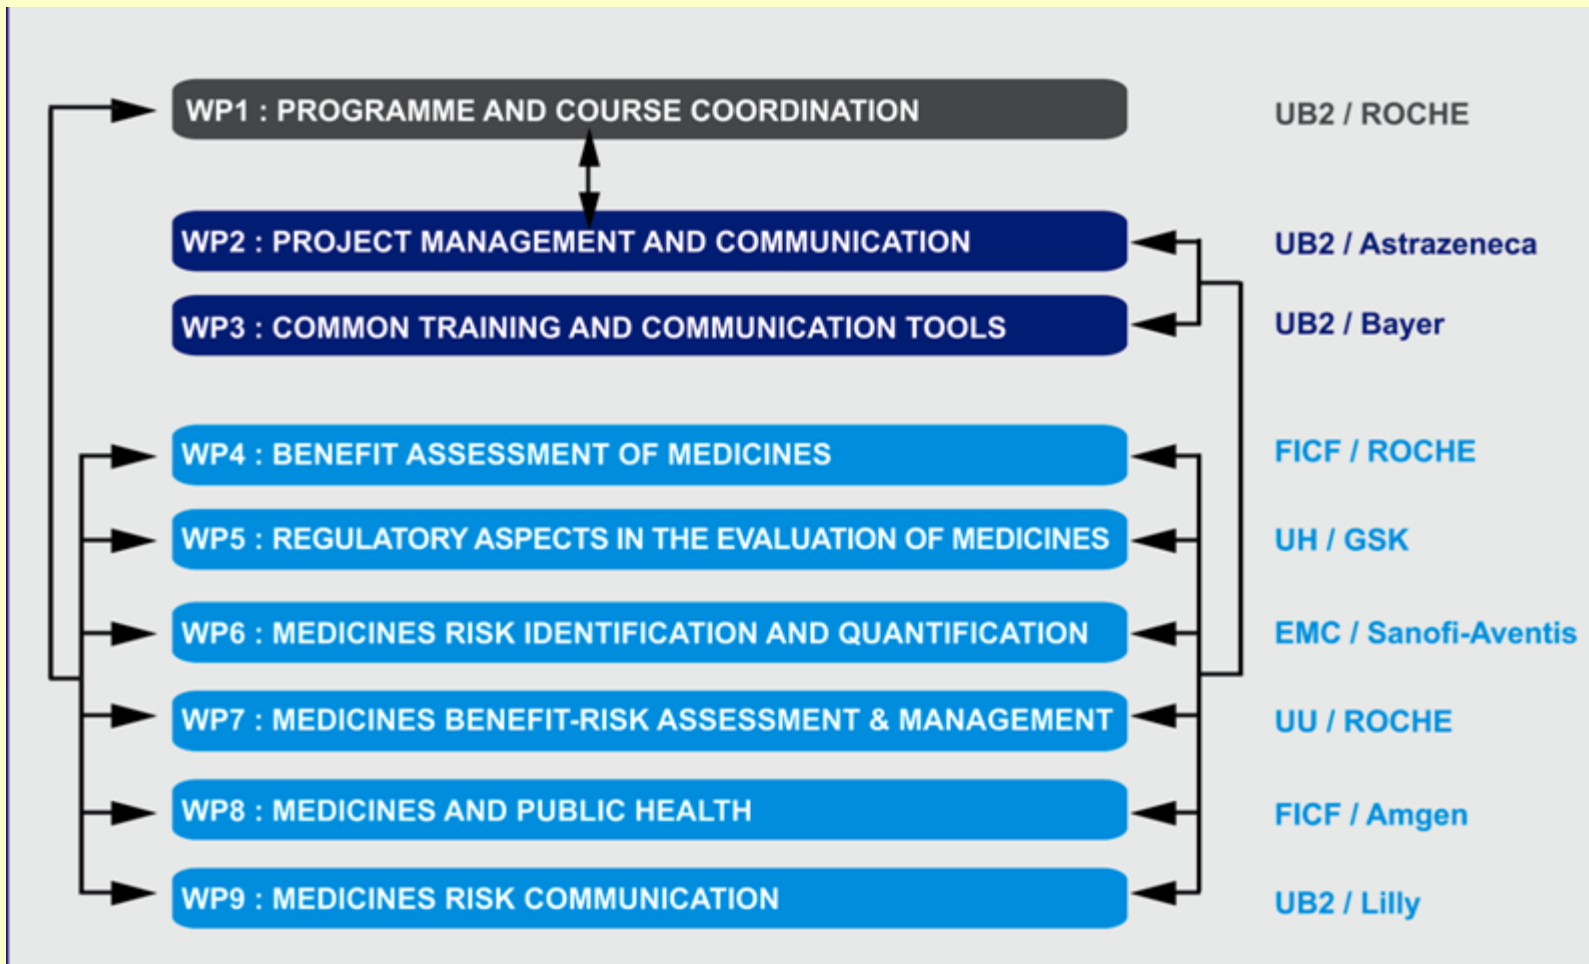 WP1 : PROGRAMME AND COURSE COORDINATION
UB2 / ROCHE
WP2 : PROJECT MANAGEMENT AND COMMUNICATION
UB2 / Astrazeneca
WP3 : COMMON TRAINING AND COMMUNICATION TOOLS
UB2 / Bayer
WP4 : BENEFIT ASSESSMENT OF MEDICINES
FICF / ROCHE
WP5 : REGULATORY ASPECTS IN THE EVALUATION OF MEDICINES
UH / GSK
WP6 : MEDICINES RISK IDENTIFICATION AND QUANTIFICATION
EMC / Sanofi-Aventis
WP7 : MEDICINES BENEFIT-RISK ASSESSMENT & MANAGEMENT
UU / ROCHE
WP8 : MEDICINES AND PUBLIC HEALTH
FICF / Amgen
WP9 : MEDICINES RISK COMMUNICATION
UB2 / Lilly